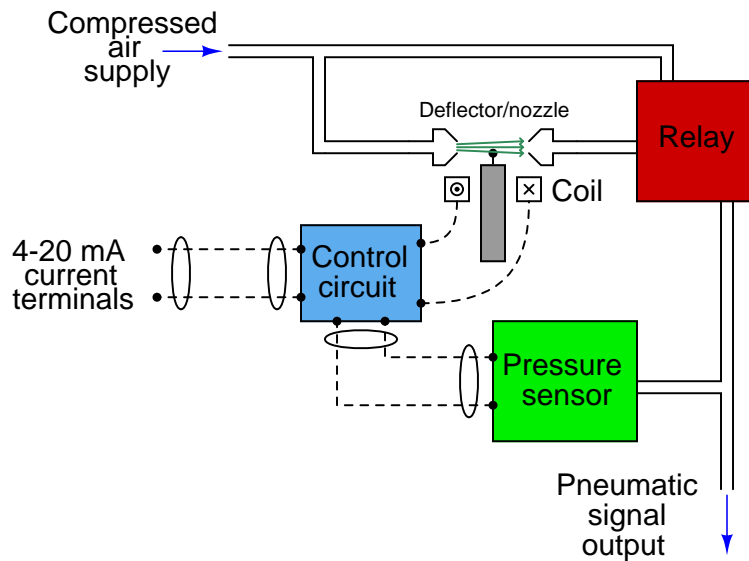 Compressed
air
supply
Deflector/nozzle
Relay
Coil
4-20 mA
current
terminals
Control
circuit
Pressure
sensor
Pneumatic
signal
output